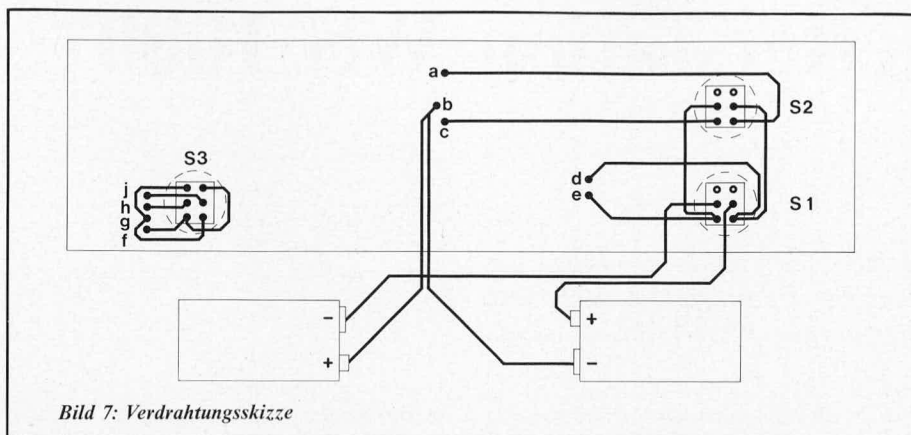 a
b
c
S2
S3
d
e
S1
j
h
g
f
−
+
+
−
Bild 7: Verdrahtungsskizze